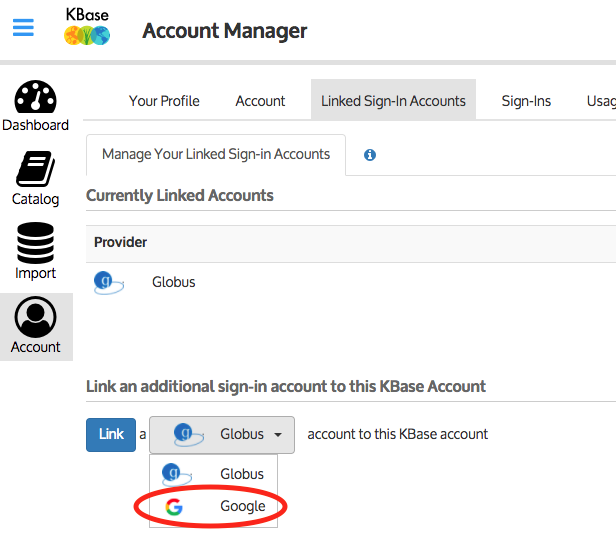 KBase
Account Manager
Your Profile Account Linked Sign-In Accounts Sign-Ins Usag
Dashboard
Manage Your Linked Sign-in Accounts
Catalog
Currently Linked Accounts
Provider
Import
Globus
Account
Link an additional sign-in account to this KBase Account
Link a Globus account to this KBase account
Globus
Google